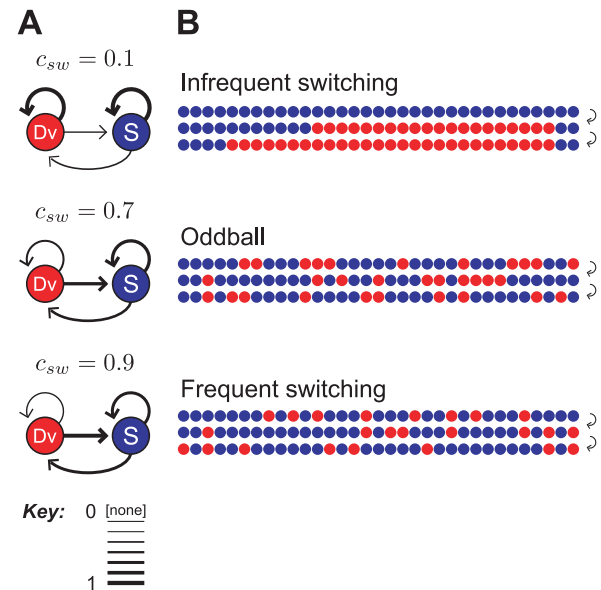 A B
c_sw = 0.1
Infrequent switching
Dv S
c_sw = 0.7
Oddball
Dv S
c_sw = 0.9
Frequent switching
Dv S
Key: 0 [none]
1